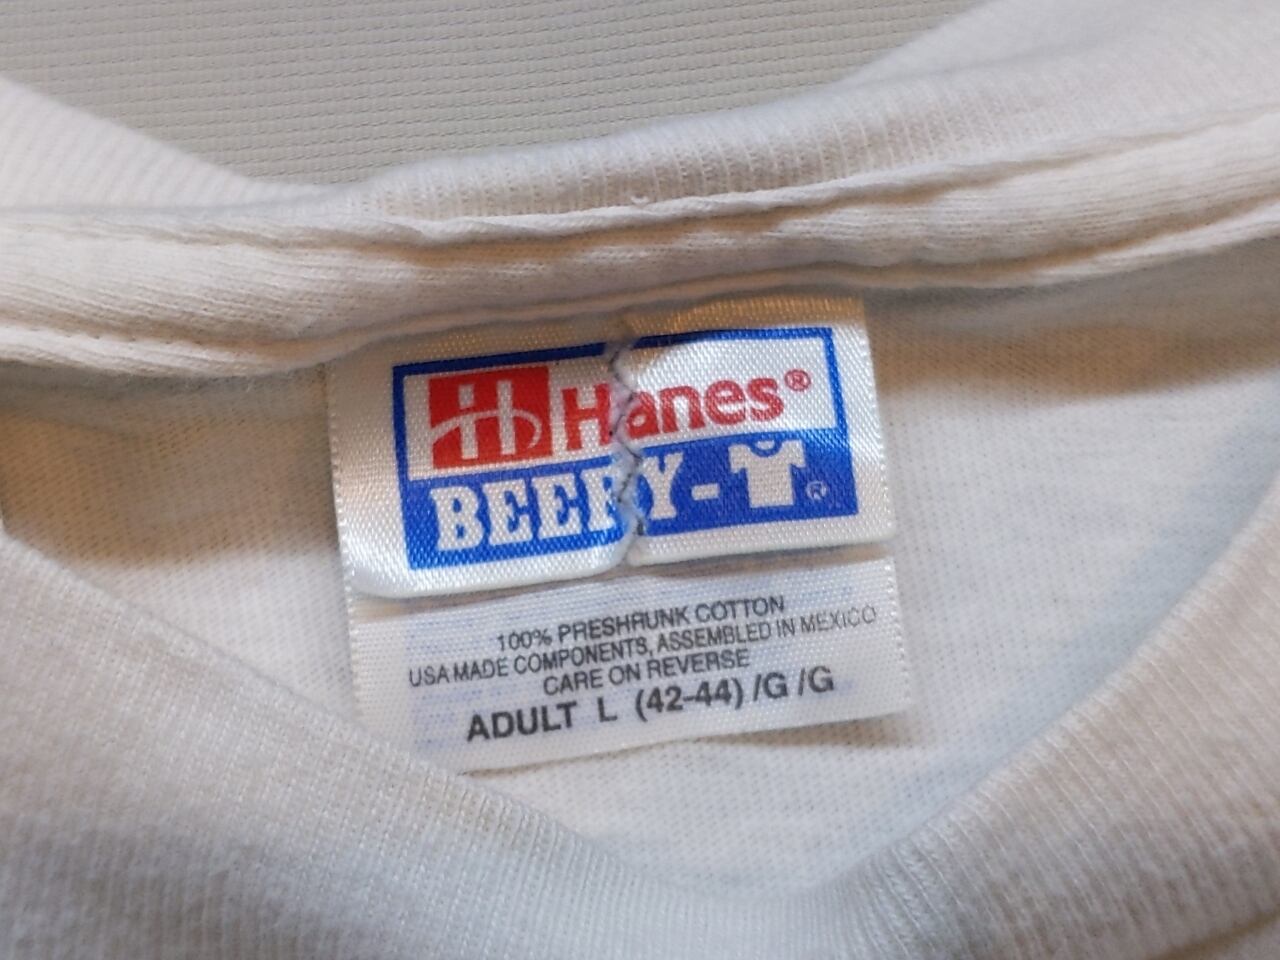 Hanes®
BEEFY-T®
100% PRESHRUNK COTTON
USA MADE COMPONENTS, ASSEMBLED IN MEXICO
CARE ON REVERSE
ADULT L (42-44) /G /G